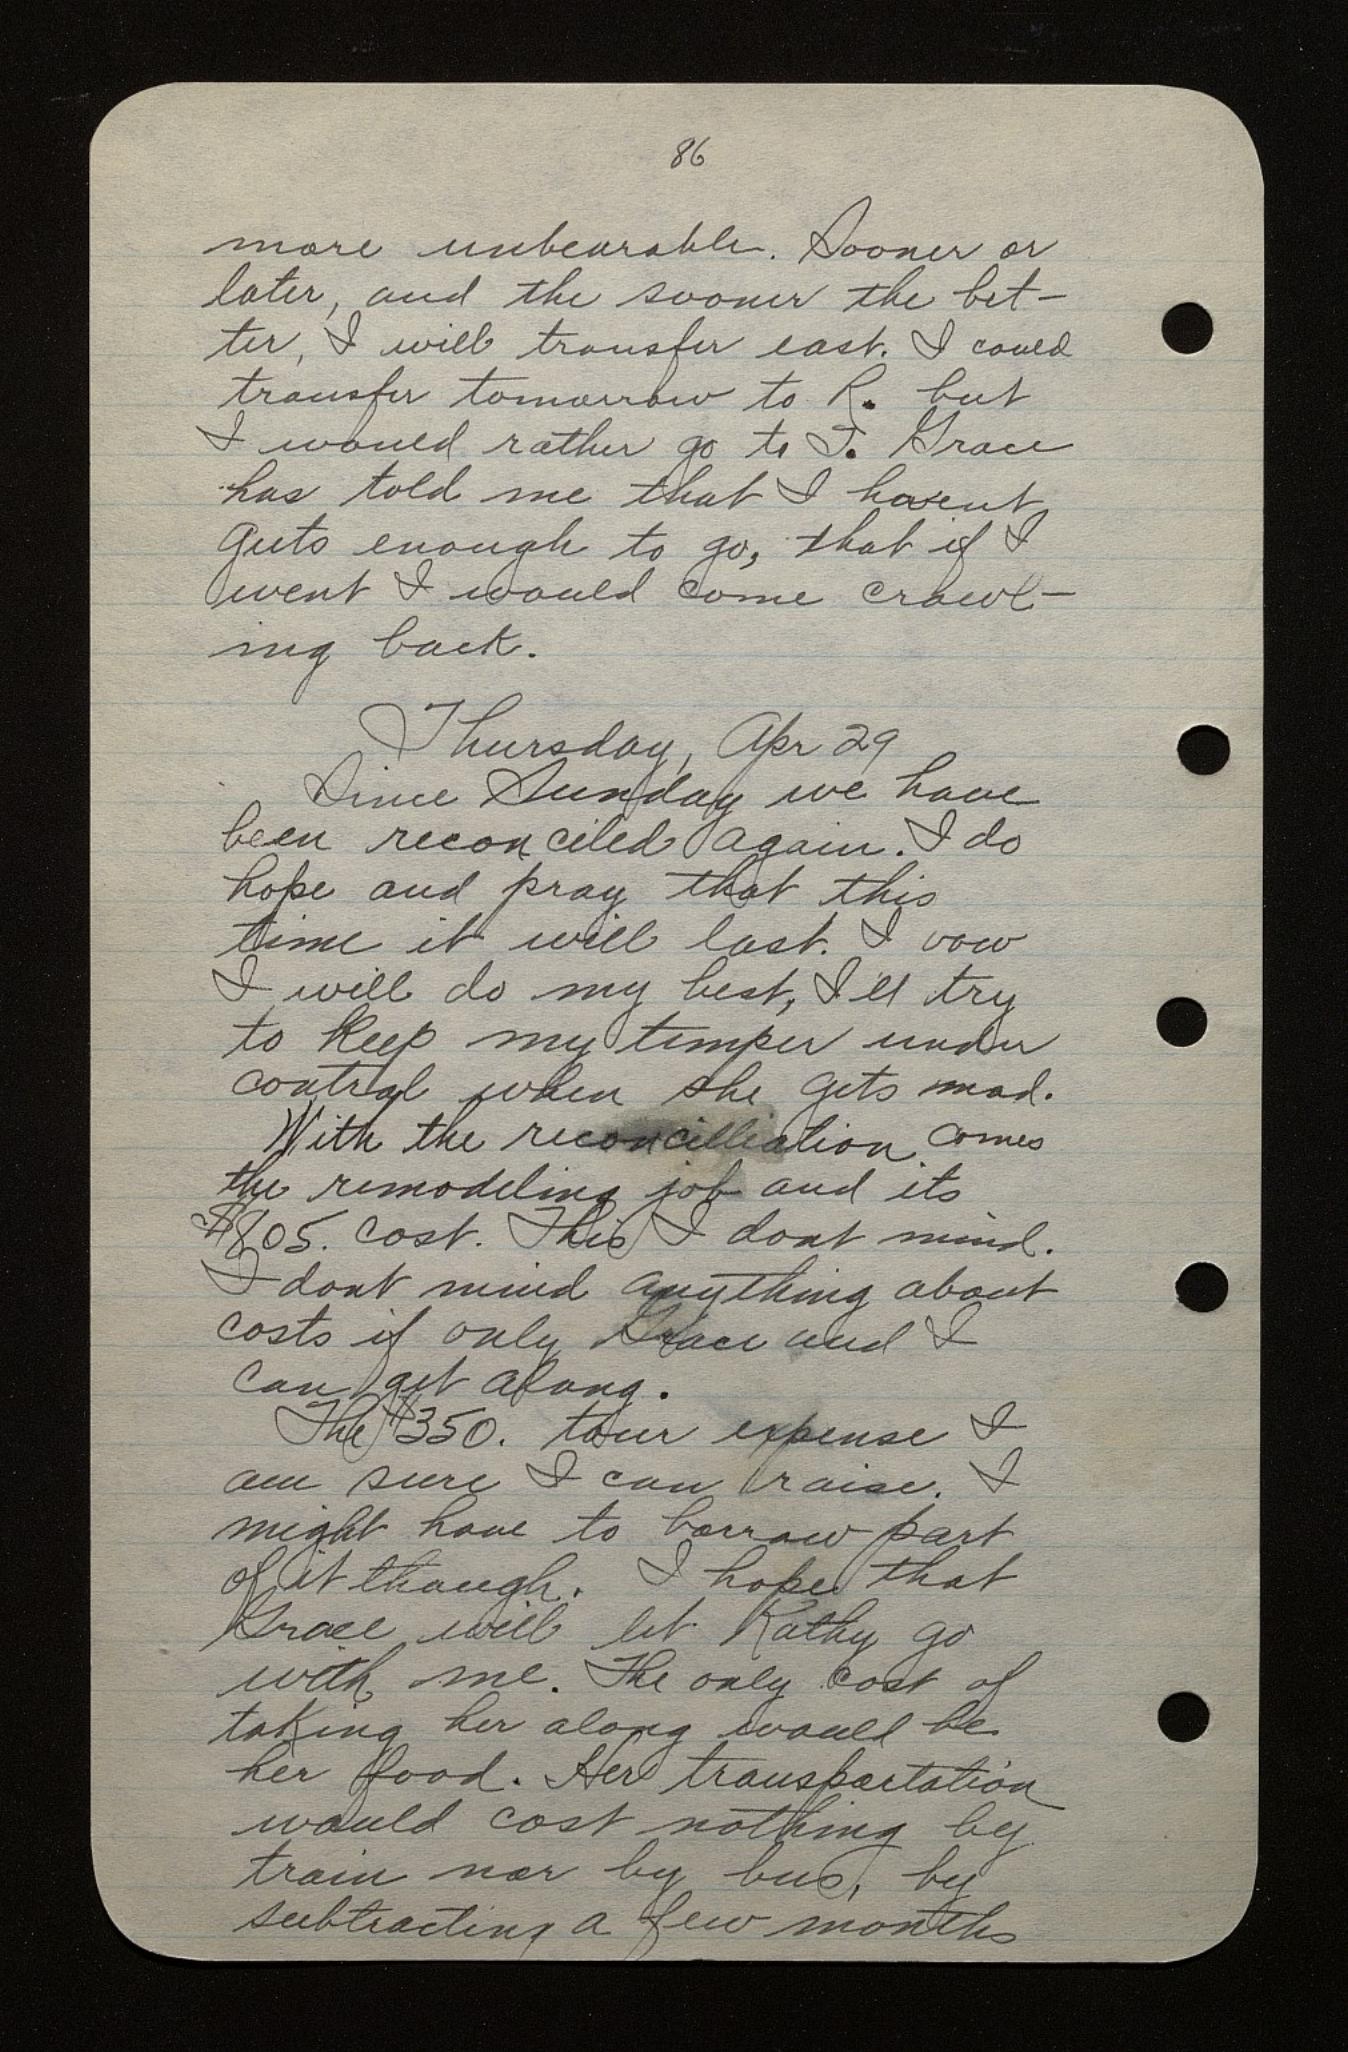 86
more unbearable. Sooner or
later, and the sooner the bet-
ter, I will transfer east. I could
transfer tomorrow to R. but
I would rather go to T. Grace
has told me that I havent
guts enough to go, that if I
went I would come crawl-
ing back.
Thursday, Apr 29
Since Sunday we have
been reconciled again. I do
hope and pray that this
time it will last. I vow
I will do my best, I'll try
to keep my temper under
control when she gets mad.
With the reconcilliation comes
the remodeling job and its
$805. cost. This I dont mind.
I dont mind anything about
costs if only Grace and I
can get along.
The $350. tour expense I
am sure I can raise. I
might have to borrow part
of it though. I hope that
Grace will let Kathy go
with me. The only cost of
taking her along would be
her food. Her transportation
would cost nothing by
train nor by bus, by
subtracting a few months